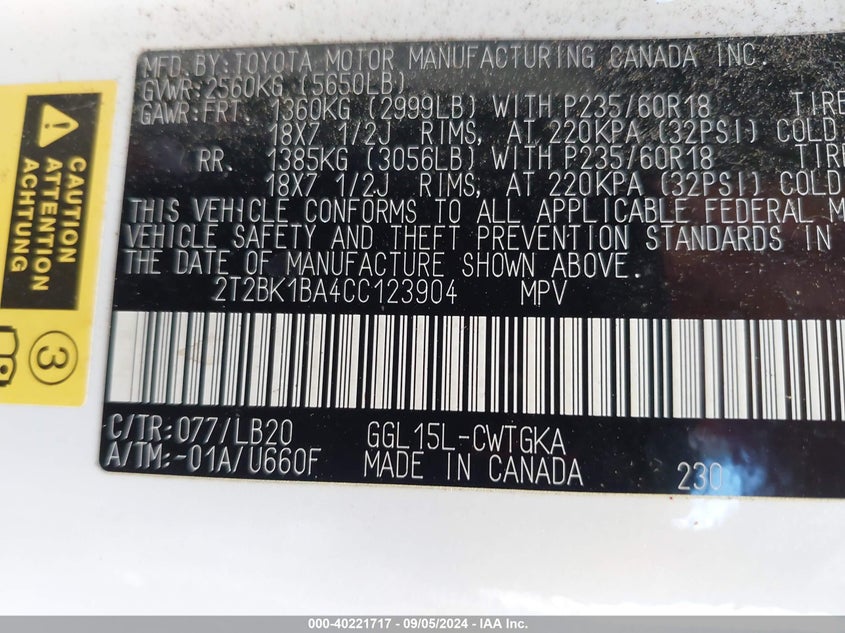 MFD. BY: TOYOTA MOTOR MANUFACTURING CANADA INC.
GVWR: 2560KG (5650LB)
GAWR: FRT. 1360KG (2999LB) WITH P235/60R18 TIRE
18X7 1/2J RIMS, AT 220KPA (32PSI) COLD
RR. 1385KG (3056LB) WITH P235/60R18 TIRE
18X7 1/2J RIMS, AT 220KPA (32PSI) COLD
THIS VEHICLE CONFORMS TO ALL APPLICABLE FEDERAL M
VEHICLE SAFETY AND THEFT PREVENTION STANDARDS IN
THE DATE OF MANUFACTURE SHOWN ABOVE.
2T2BK1BA4CC123904 MPV
C/TR: 077/LB20 GGL15L-CWTGKA
A/TM: -01A/U660F MADE IN CANADA 230
CAUTION
ATTENTION
ACHTUNG
3
000-40221717 - 09/05/2024 - IAA Inc.